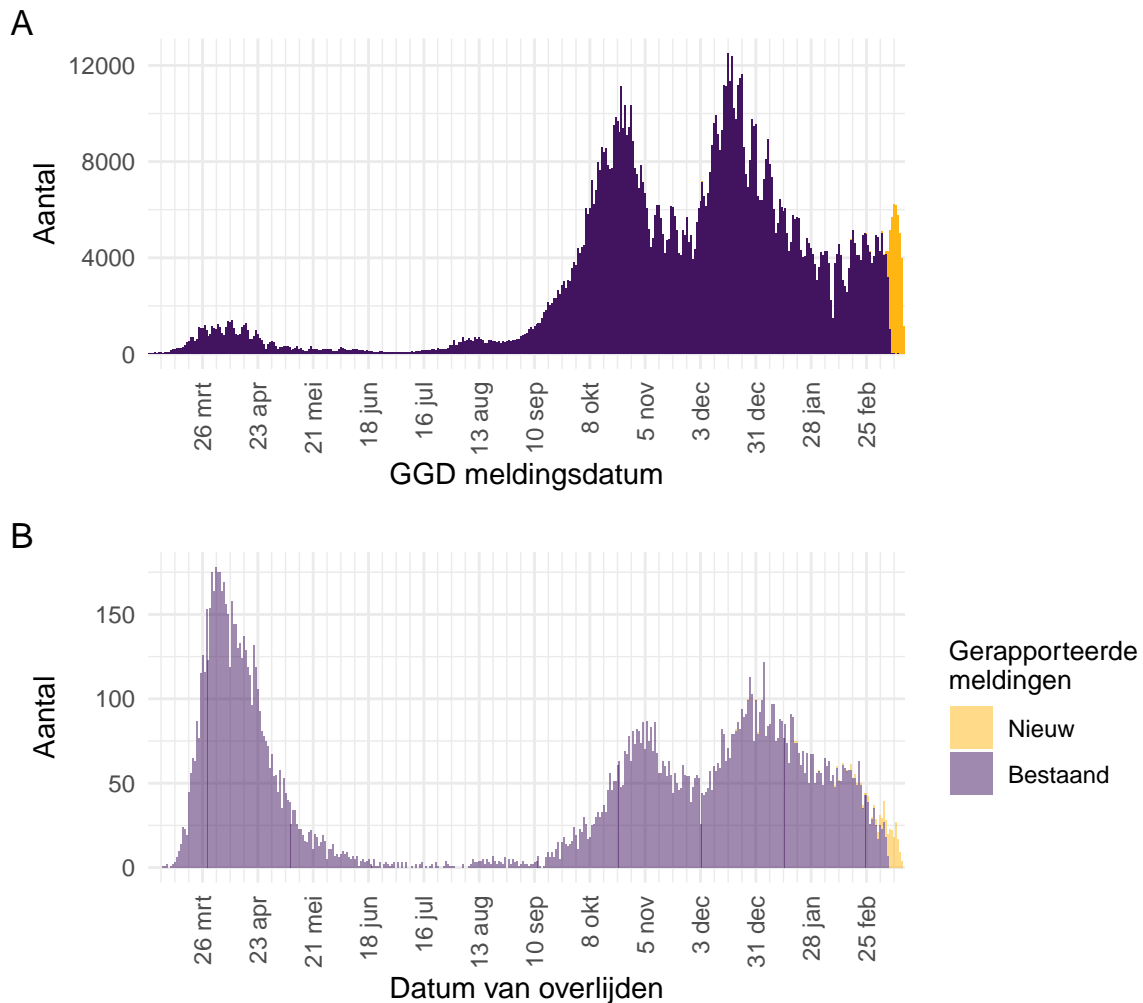 A
12000
8000
4000
0
Aantal
26 mrt
23 apr
21 mei
18 jun
16 jul
13 aug
10 sep
8 okt
5 nov
3 dec
31 dec
28 jan
25 feb
GGD meldingsdatum
B
150
100
50
0
Aantal
26 mrt
23 apr
21 mei
18 jun
16 jul
13 aug
10 sep
8 okt
5 nov
3 dec
31 dec
28 jan
25 feb
Datum van overlijden
Gerapporteerde
meldingen
Nieuw
Bestaand